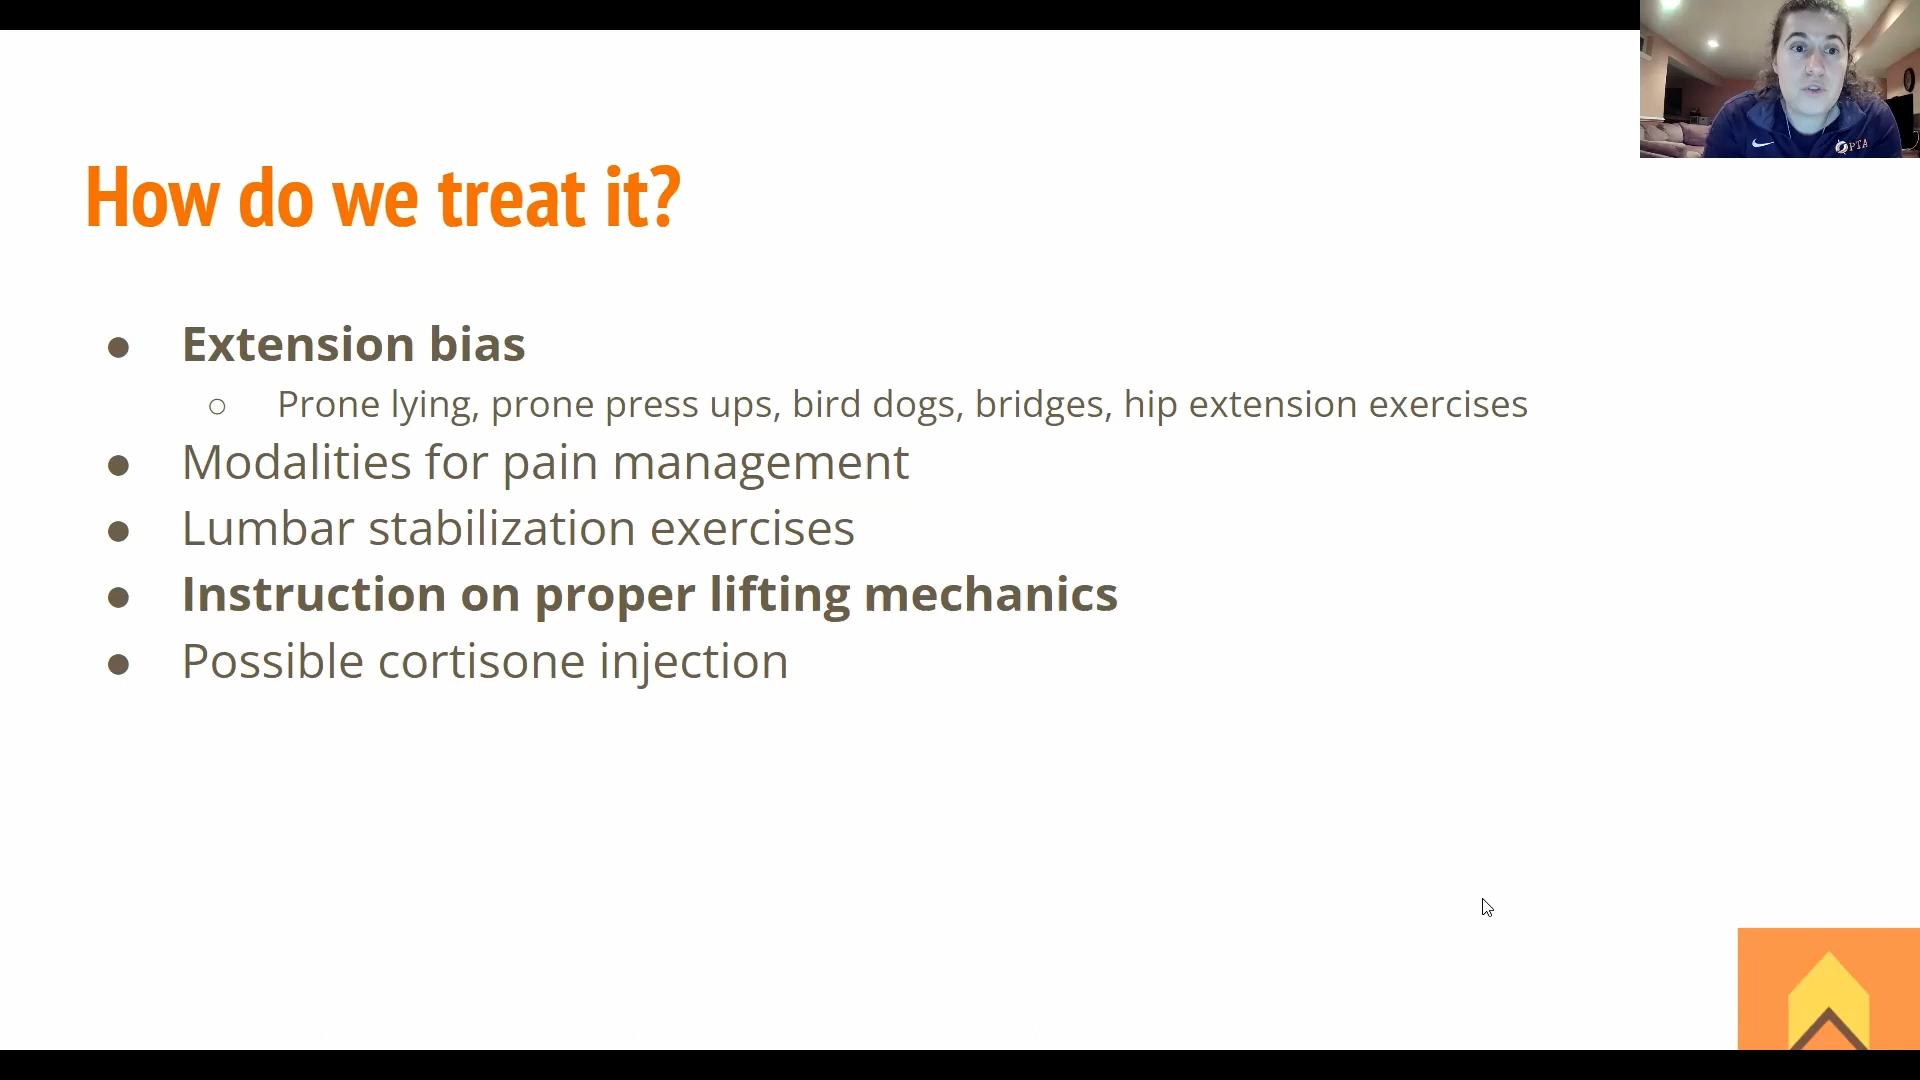 How do we treat it?
● Extension bias
○ Prone lying, prone press ups, bird dogs, bridges, hip extension exercises
● Modalities for pain management
● Lumbar stabilization exercises
● Instruction on proper lifting mechanics
● Possible cortisone injection
OPTA